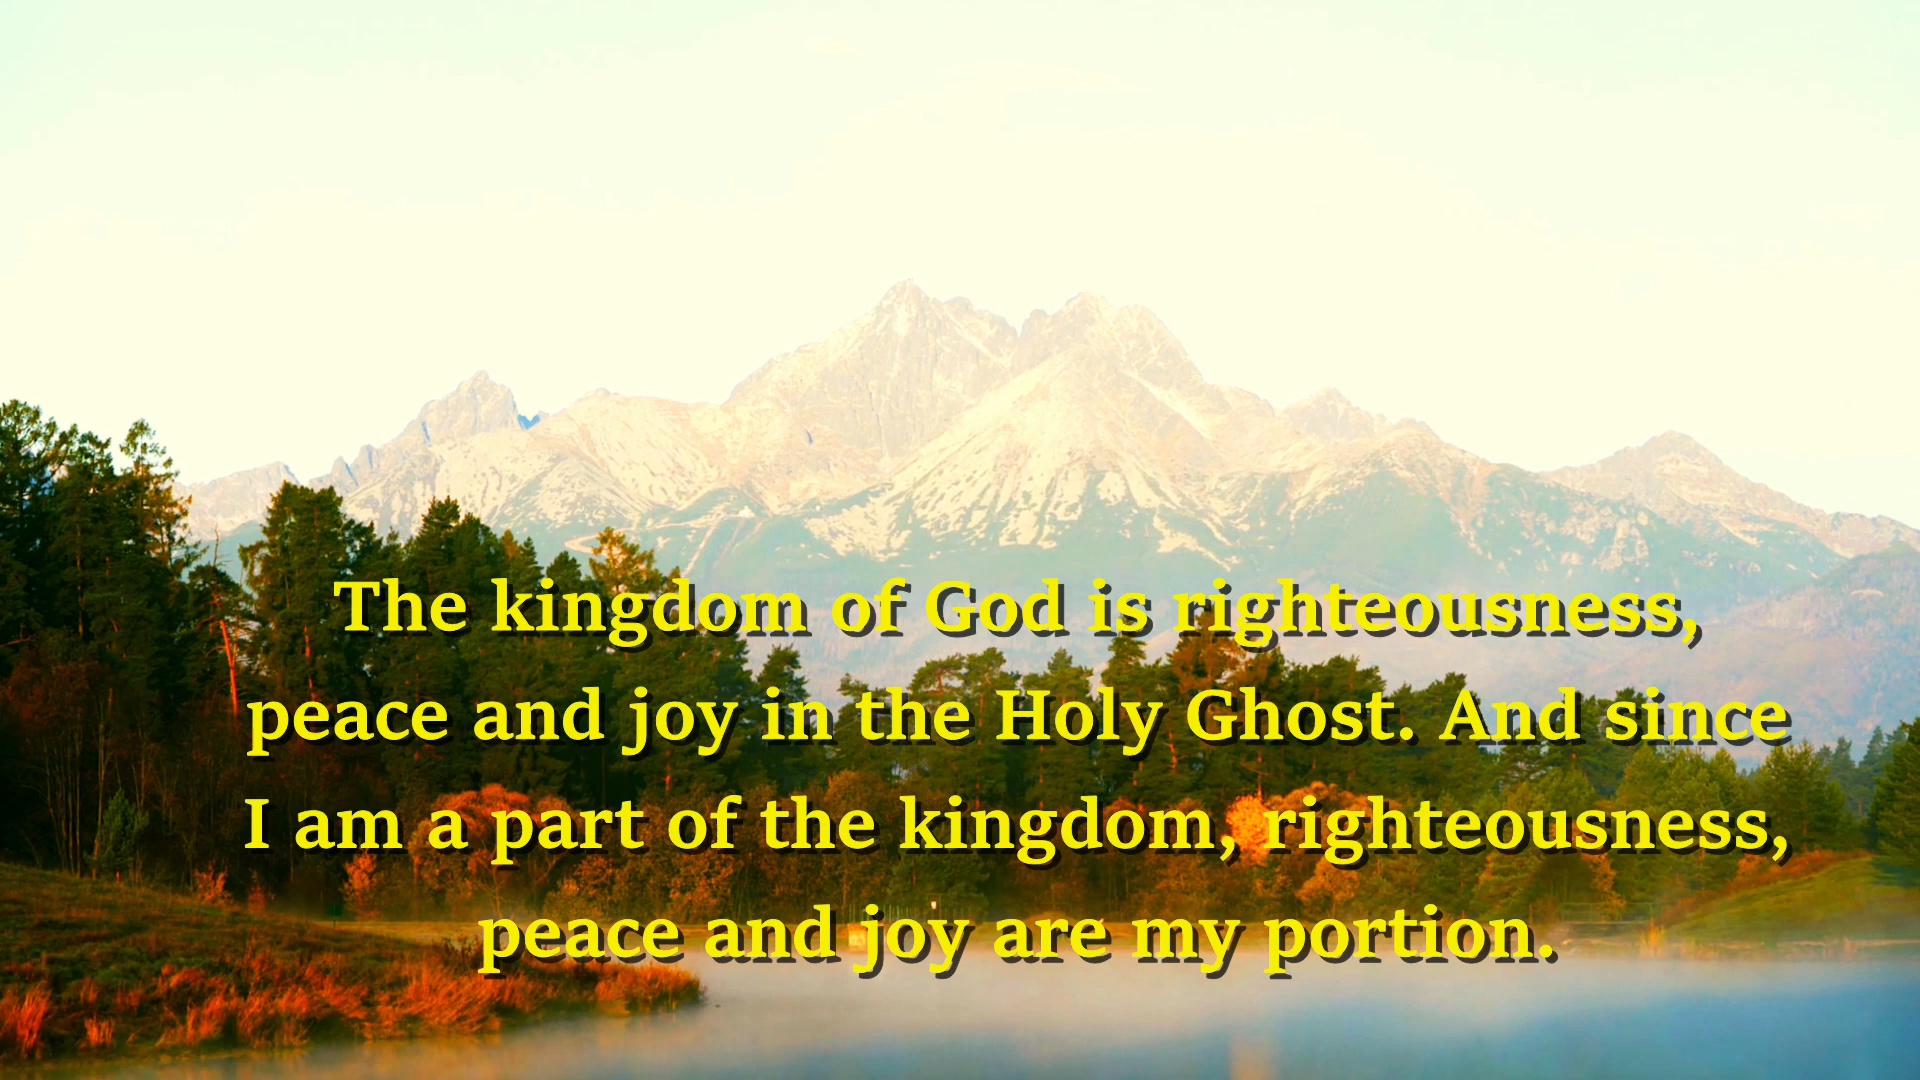 The kingdom of God is righteousness,
peace and joy in the Holy Ghost. And since
I am a part of the kingdom, righteousness,
peace and joy are my portion.